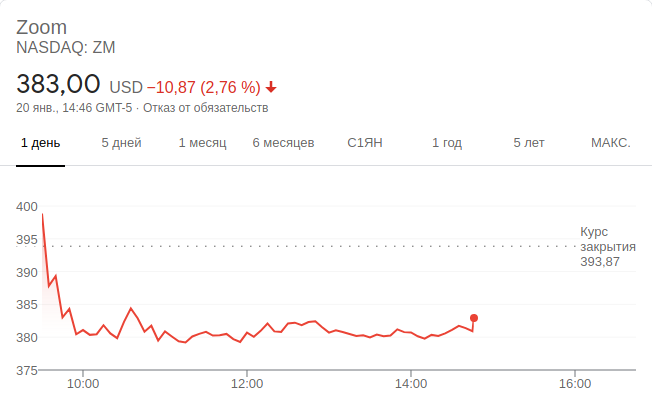 Zoom
NASDAQ: ZM
383,00 USD −10,87 (2,76 %)
20 янв., 14:46 GMT-5 · Отказ от обязательств
1 день 5 дней 1 месяц 6 месяцев С1ЯН 1 год 5 лет МАКС.
400
395
390
385
380
375
Курс
закрытия
393,87
10:00 12:00 14:00 16:00